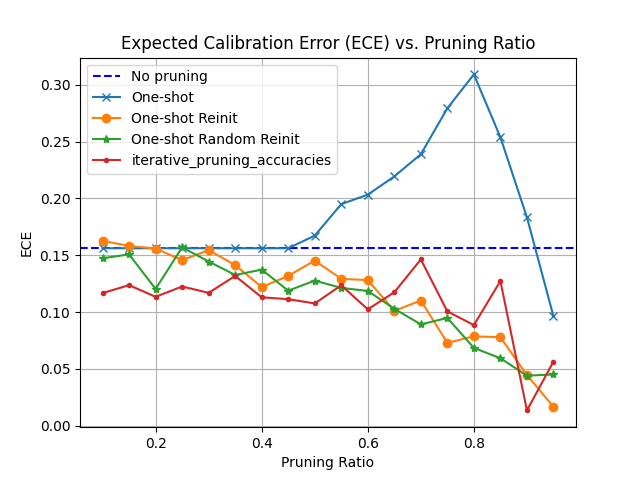 Expected Calibration Error (ECE) vs. Pruning Ratio
No pruning
One-shot
One-shot Reinit
One-shot Random Reinit
iterative_pruning_accuracies
ECE
0.30
0.25
0.20
0.15
0.10
0.05
0.00
0.2 0.4 0.6 0.8
Pruning Ratio